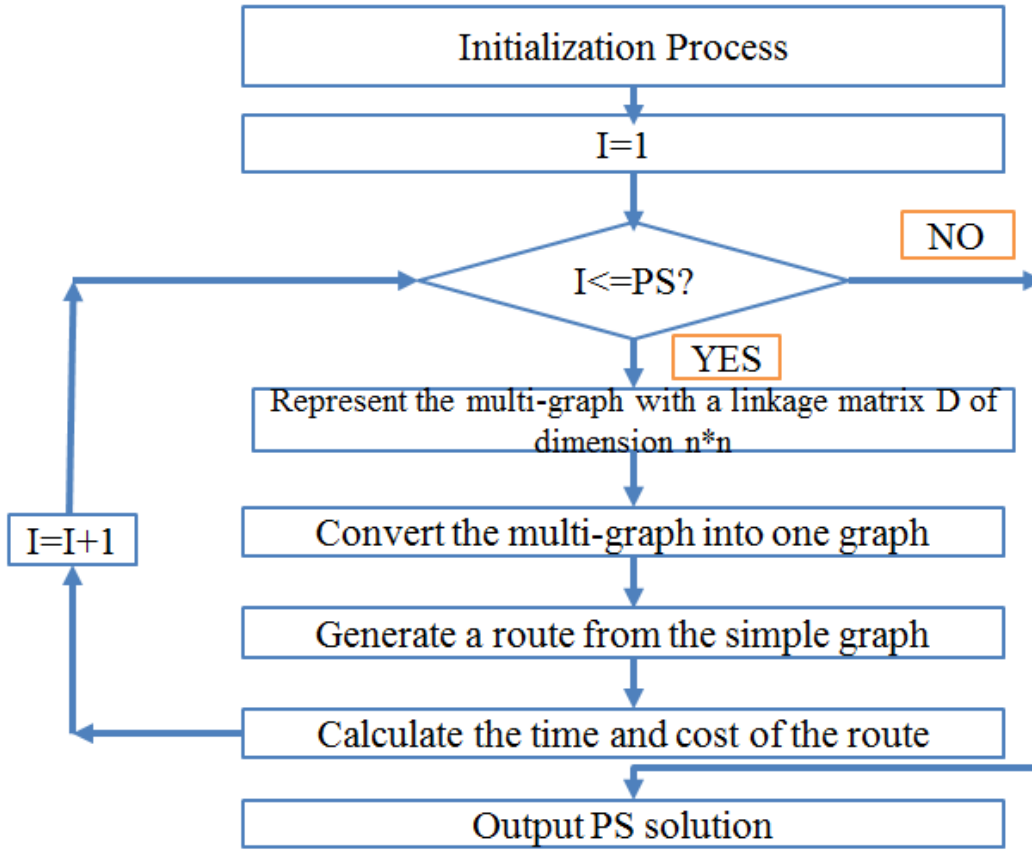 Initialization Process
I=1
NO
I<=PS?
YES
Represent the multi-graph with a linkage matrix D of
dimension n*n
Convert the multi-graph into one graph
I=I+1
Generate a route from the simple graph
Calculate the time and cost of the route
Output PS solution